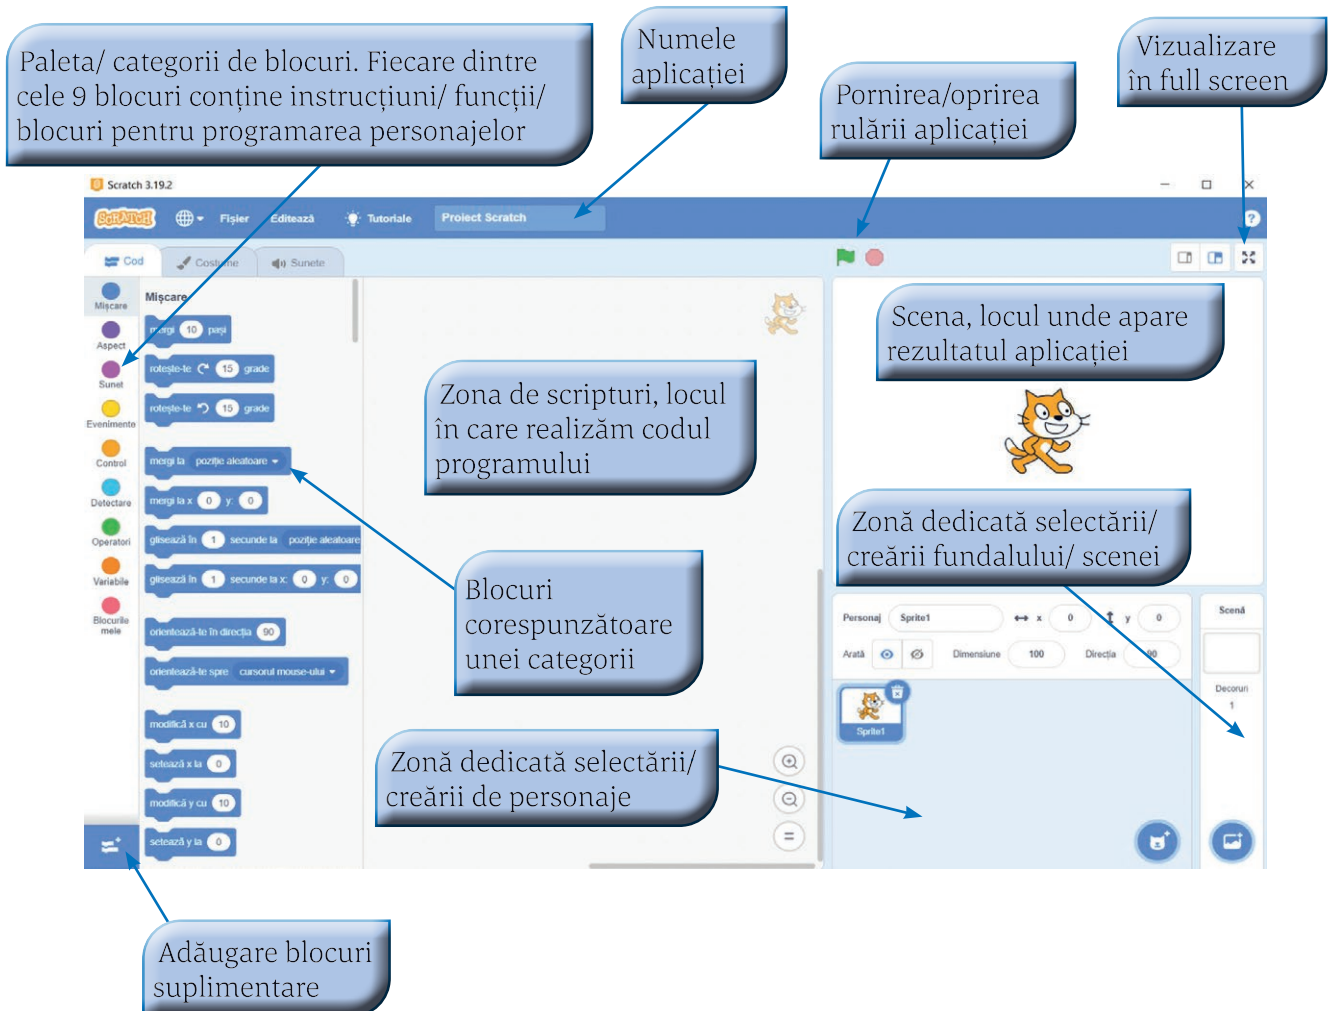 Paleta/ categorii de blocuri. Fiecare dintre
cele 9 blocuri conține instrucțiuni/ funcții/
blocuri pentru programarea personajelor
Numele
aplicației
Pornirea/oprirea
rulării aplicației
Vizualizare
în full screen
Scratch 3.19.2
SCRATCH
Fișier
Editează
Tutoriale
Proiect Scratch
?
Cod
Costume
Sunete
Mișcare
Aspect
Sunet
Evenimente
Control
Detectare
Operatori
Variabile
Blocurile
mele
Mișcare
mergi 10 pași
rotește-te 15 grade
rotește-te 15 grade
mergi la poziție aleatoare
mergi la x 0 y: 0
glisează în 1 secunde la poziție aleatoare
glisează în 1 secunde la x: 0 y: 0
orientează-te în direcția 90
orientează-te spre cursorul mouse-ului
modifică x cu 10
setează x la 0
modifică y cu 10
setează y la 0
Zona de scripturi, locul
în care realizăm codul
programului
Blocuri
corespunzătoare
unei categorii
Zonă dedicată selectării/
creării de personaje
Scena, locul unde apare
rezultatul aplicației
Zonă dedicată selectării/
creării fundalului/ scenei
Personaj Sprite1 x 0 y 0
Arată Dimensiune 100 Direcția 90
Sprite1
Scenă
Decoruri
1
Adăugare blocuri
suplimentare